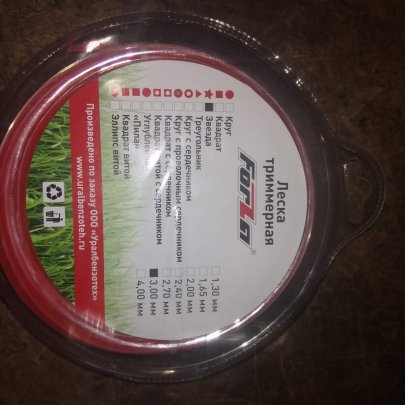 Леска
триммерная
Forza®
Круг
Квадрат
Звезда
Треугольник
Круг с сердечником
Круг с проволочным сердечником
Квадрат с сердечником
Квадрат витой с сердечником
«Пила»
Квадрат витой
Эллипс витой
1,30 мм
1,65 мм
2,00 мм
2,40 мм
2,70 мм
3,00 мм
4,00 мм
Произведено по заказу ООО «Уралбензотех»
www.uralbenzoteh.ru